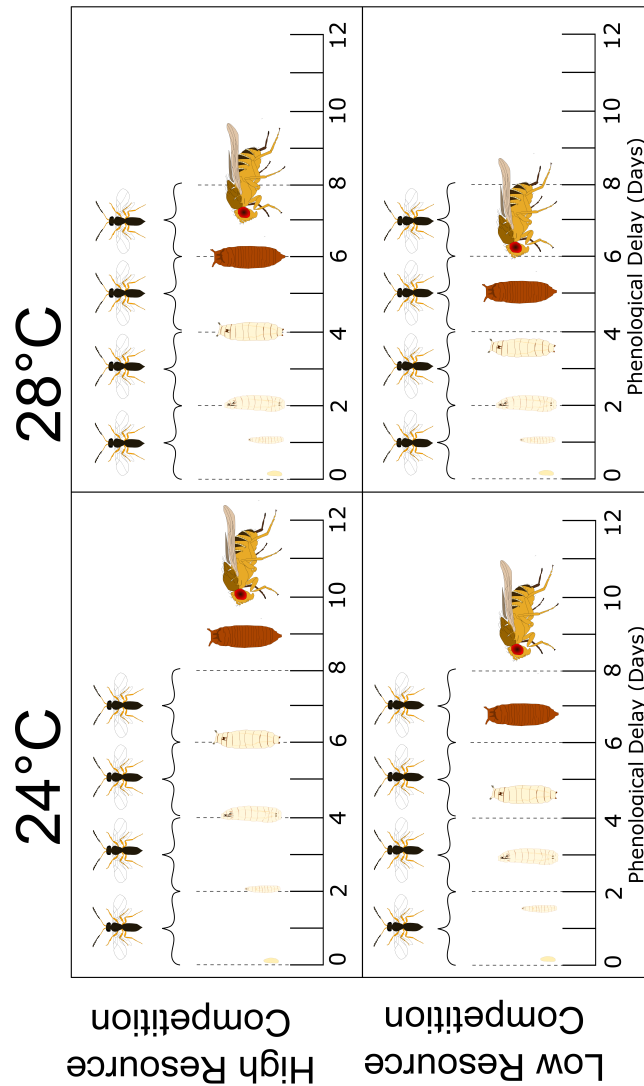 24°C
28°C
High Resource
Competition
0 2 4 6 8 10 12
0 2 4 6 8 10 12
Low Resource
Competition
0 2 4 6 8 10 12
0 2 4 6 8 10 12
Phenological Delay (Days)
Phenological Delay (Days)